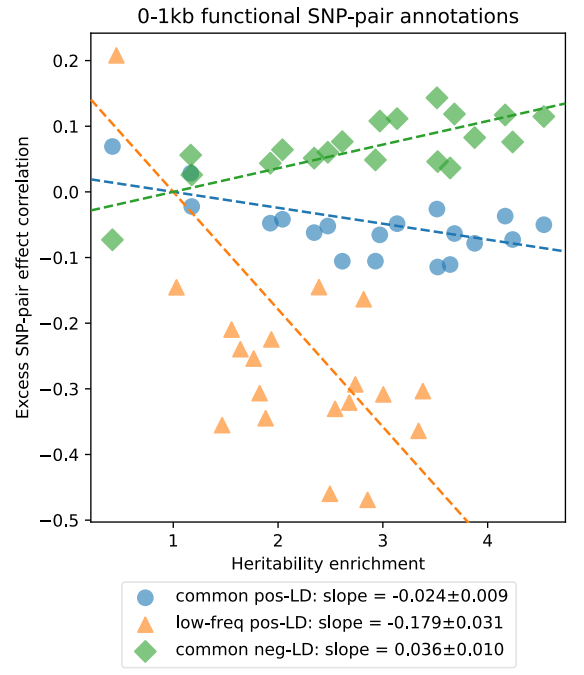 0-1kb functional SNP-pair annotations
Excess SNP-pair effect correlation
0.2
0.1
0.0
−0.1
−0.2
−0.3
−0.4
−0.5
1 2 3 4
Heritability enrichment
common pos-LD: slope = -0.024±0.009
low-freq pos-LD: slope = -0.179±0.031
common neg-LD: slope = 0.036±0.010